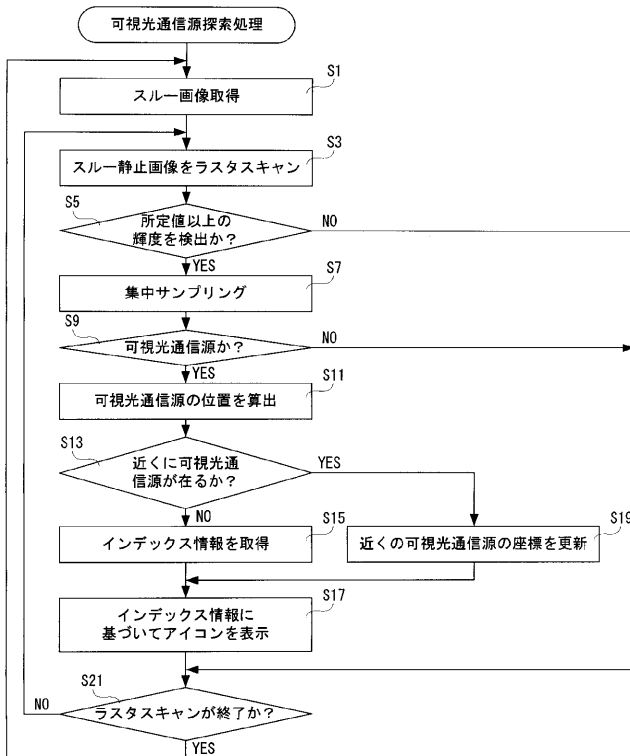 可視光通信源探索処理
S1
スルー画像取得
S3
スルー静止画像をラスタスキャン
S5
所定値以上の
輝度を検出か？
NO
YES
S7
集中サンプリング
S9
可視光通信源か？
NO
YES
S11
可視光通信源の位置を算出
S13
近くに可視光通
信源が在るか？
YES
NO
S15
インデックス情報を取得
S19
近くの可視光通信源の座標を更新
S17
インデックス情報に
基づいてアイコンを表示
S21
NO
ラスタスキャンが終了か？
YES